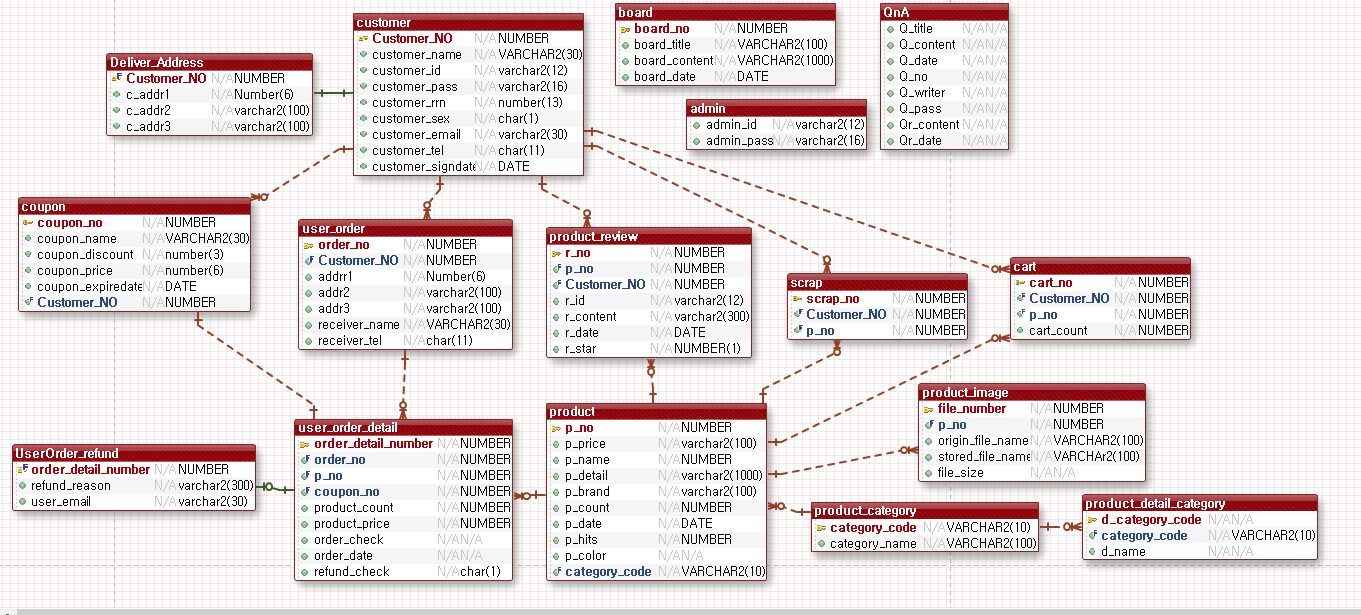 customer
Customer_NO N/A NUMBER
customer_name N/A VARCHAR2(30)
customer_id N/A varchar2(12)
customer_pass N/A varchar2(16)
customer_rrn N/A number(13)
customer_sex N/A char(1)
customer_email N/A varchar2(30)
customer_tel N/A char(11)
customer_signdate N/A DATE
board
board_no N/A NUMBER
board_title N/A VARCHAR2(100)
board_content N/A VARCHAR2(1000)
board_date N/A DATE
QnA
Q_title N/A N/A
Q_content N/A N/A
Q_date N/A N/A
Q_no N/A N/A
Q_writer N/A N/A
Q_pass N/A N/A
Qr_content N/A N/A
Qr_date N/A N/A
Deliver_Address
Customer_NO N/A NUMBER
c_addr1 N/A Number(6)
c_addr2 N/A varchar2(100)
c_addr3 N/A varchar2(100)
admin
admin_id N/A varchar2(12)
admin_pass N/A varchar2(16)
coupon
coupon_no N/A NUMBER
coupon_name N/A VARCHAR2(30)
coupon_discount N/A number(3)
coupon_price N/A number(6)
coupon_expiredate N/A DATE
Customer_NO N/A NUMBER
user_order
order_no N/A NUMBER
Customer_NO N/A NUMBER
addrr1 N/A Number(6)
addr2 N/A varchar2(100)
addr3 N/A varchar2(100)
receiver_name N/A VARCHAR2(30)
receiver_tel N/A char(11)
product_review
r_no N/A NUMBER
p_no N/A NUMBER
Customer_NO N/A NUMBER
r_id N/A varchar2(12)
r_content N/A varchar2(300)
r_date N/A DATE
r_star N/A NUMBER(1)
scrap
scrap_no N/A NUMBER
Customer_NO N/A NUMBER
p_no N/A NUMBER
cart
cart_no N/A NUMBER
Customer_NO N/A NUMBER
p_no N/A NUMBER
cart_count N/A NUMBER
UserOrder_refund
order_detail_number N/A NUMBER
refund_reason N/A varchar2(300)
user_email N/A varchar2(30)
user_order_detail
order_detail_number N/A NUMBER
order_no N/A NUMBER
p_no N/A NUMBER
coupon_no N/A NUMBER
product_count N/A NUMBER
product_price N/A NUMBER
order_check N/A N/A
order_date N/A N/A
refund_check N/A char(1)
product
p_no N/A NUMBER
p_price N/A varchar2(100)
p_name N/A NUMBER
p_detail N/A varchar2(1000)
p_brand N/A varchar2(100)
p_count N/A NUMBER
p_date N/A DATE
p_hits N/A NUMBER
p_color N/A N/A
category_code N/A VARCHAR2(10)
product_image
file_number N/A NUMBER
p_no N/A NUMBER
origin_file_name N/A VARCHAR2(100)
stored_file_name N/A VARCHAr2(100)
file_size N/A N/A
product_category
category_code N/A VARCHAR2(10)
category_name N/A VARCHAR2(100)
product_detail_category
d_category_code N/A N/A
category_code N/A VARCHAR2(10)
d_name N/A N/A